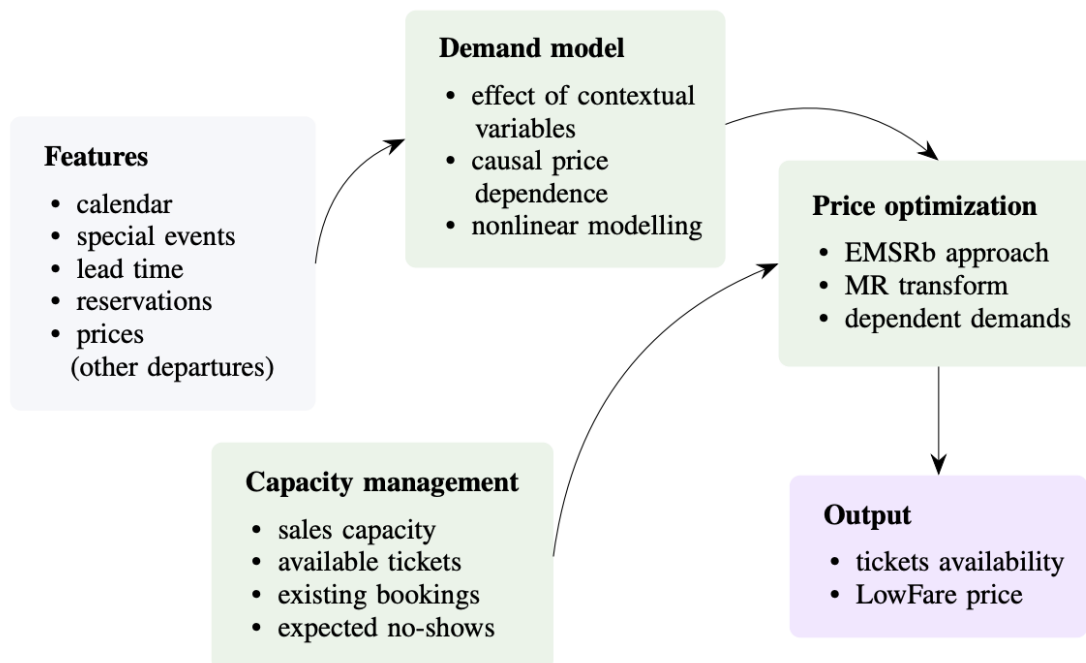 Demand model
• effect of contextual
variables
• causal price
dependence
• nonlinear modelling
Features
• calendar
• special events
• lead time
• reservations
• prices
(other departures)
Price optimization
• EMSRb approach
• MR transform
• dependent demands
Capacity management
• sales capacity
• available tickets
• existing bookings
• expected no-shows
Output
• tickets availability
• LowFare price